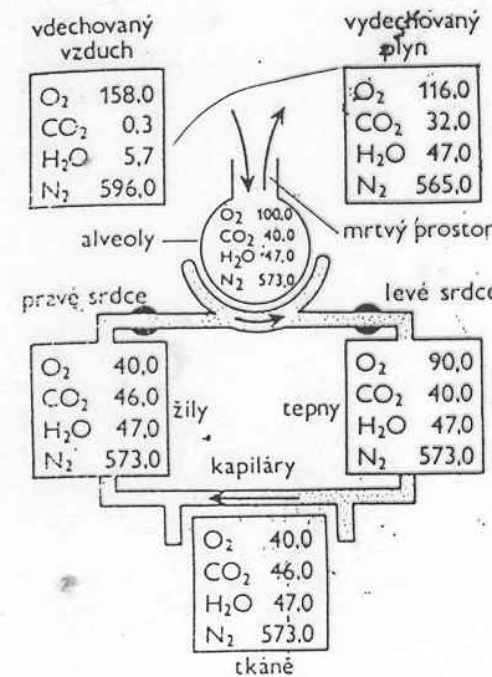 vdechovaný
vzduch
O₂ 158,0
CO₂ 0,3
H₂O 5,7
N₂ 596,0
vydechovaný
plyn
O₂ 116,0
CO₂ 32,0
H₂O 47,0
N₂ 565,0
alveoly
O₂ 100,0
CO₂ 40,0
H₂O 47,0
N₂ 573,0
mrtvý prostor
pravé srdce
levé srdce
O₂ 40,0
CO₂ 46,0
H₂O 47,0
N₂ 573,0
žíly
tepny
O₂ 90,0
CO₂ 40,0
H₂O 47,0
N₂ 573,0
kapiláry
O₂ 40,0
CO₂ 46,0
H₂O 47,0
N₂ 573,0
tkáně